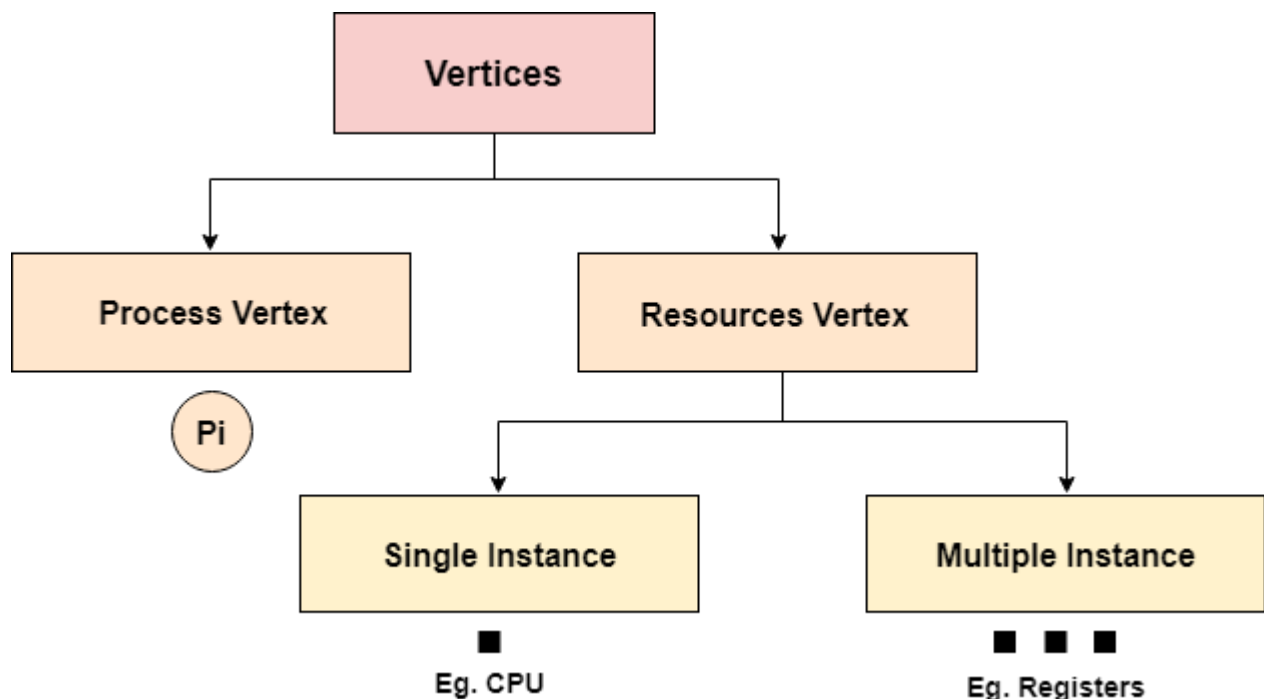 Vertices
Process Vertex
Resources Vertex
Pi
Single Instance
Multiple Instance
Eg. CPU
Eg. Registers